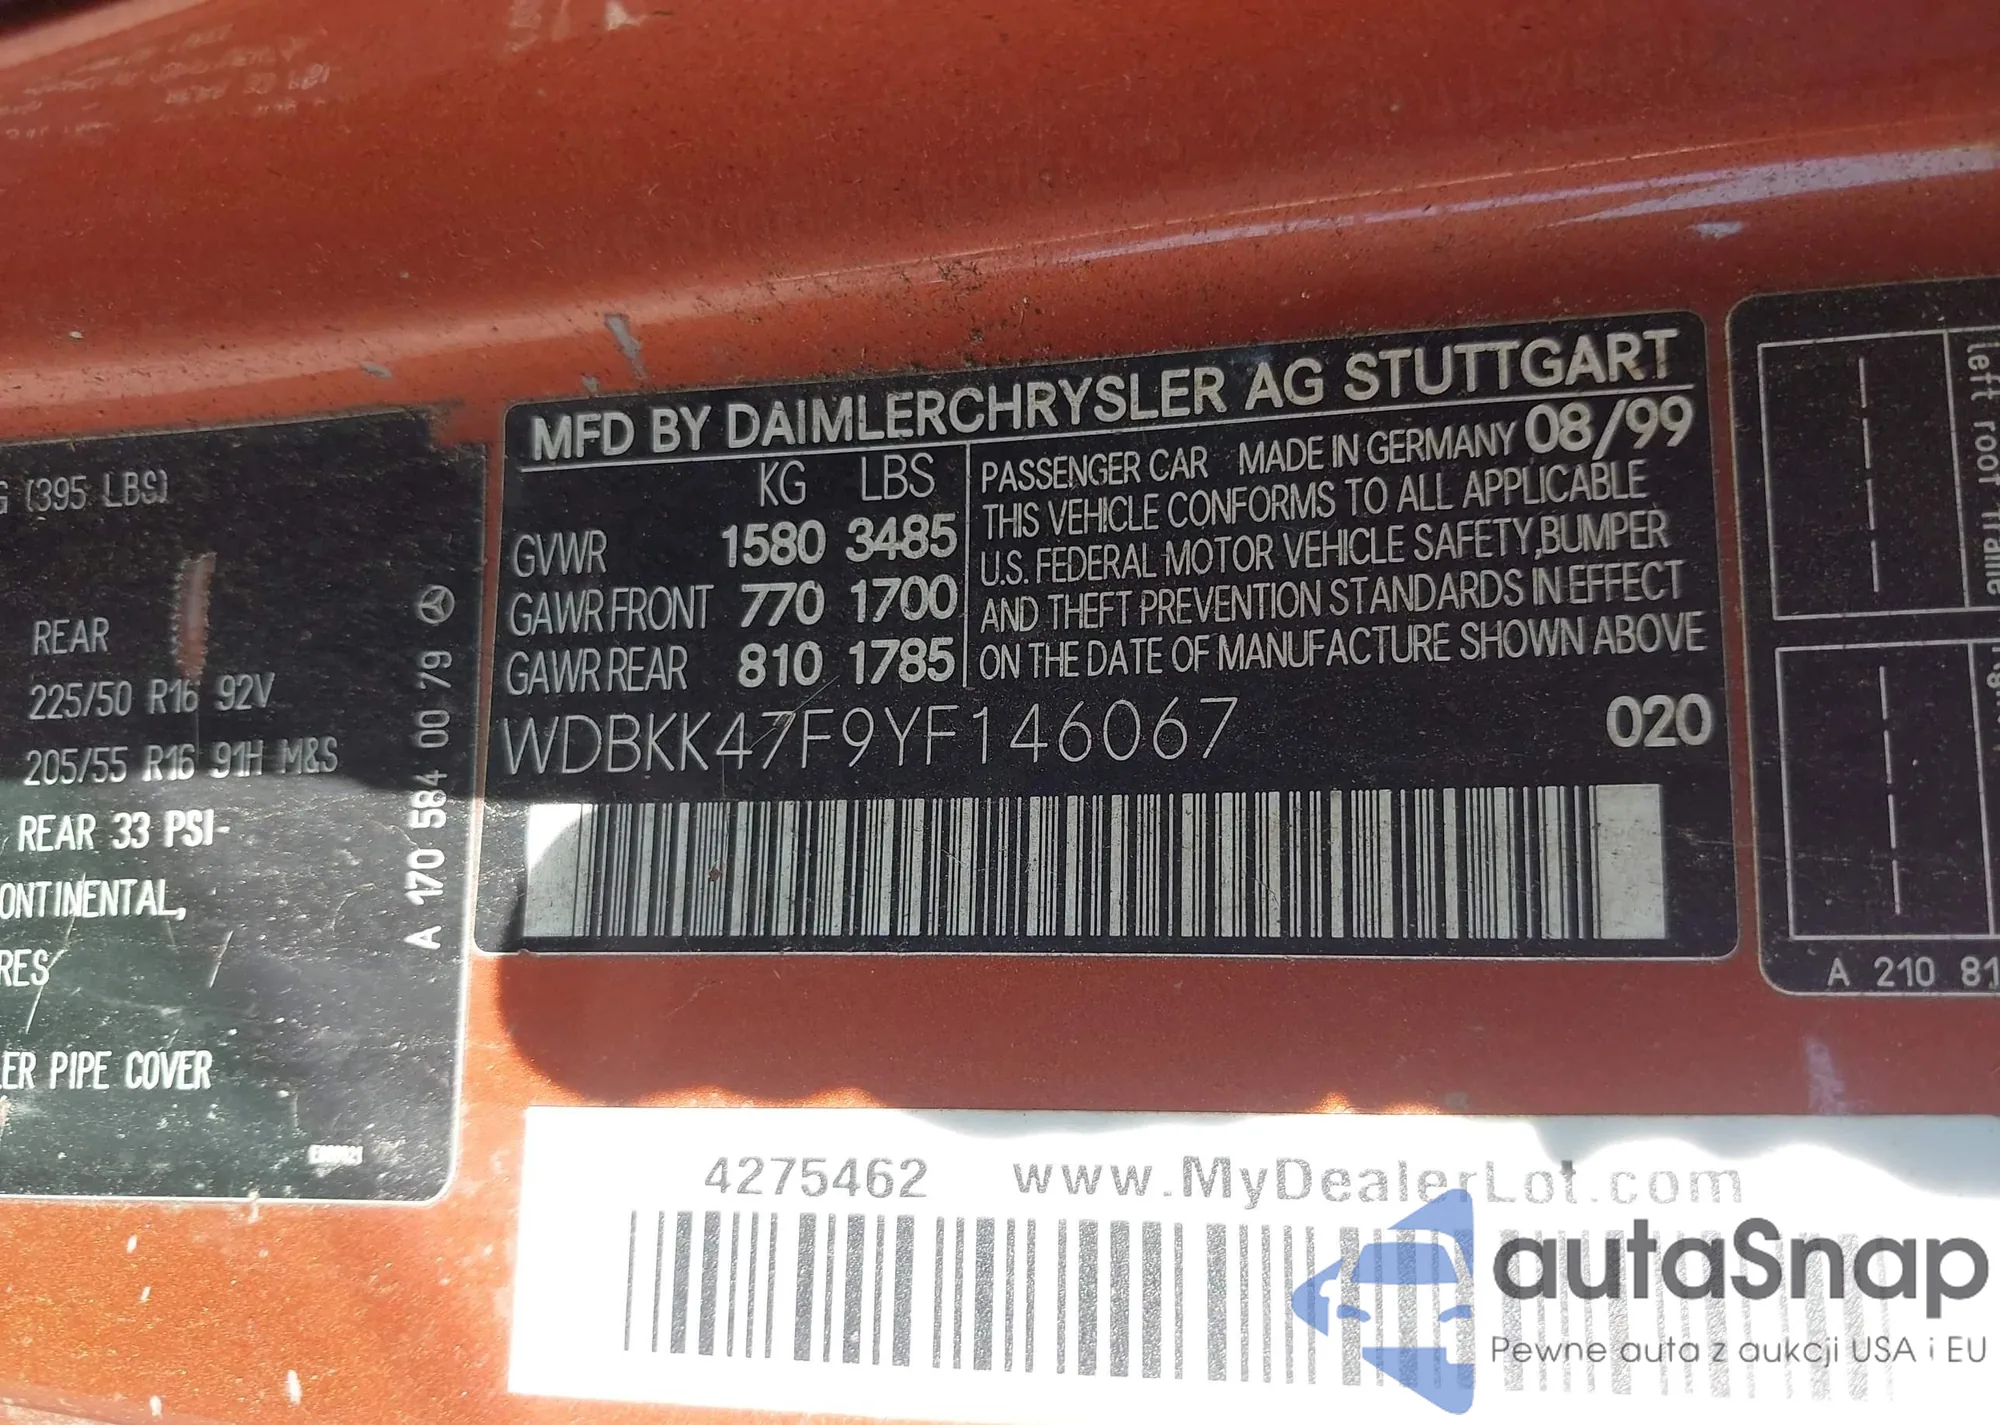 G (395 LBS)
REAR
225/50 R16 92V
205/55 R16 91H M&S
REAR 33 PSI-
ONTINENTAL,
RES
ER PIPE COVER
A 170 584 00 79
MFD BY DAIMLERCHRYSLER AG STUTTGART
KG LBS
GVWR 1580 3485
GAWR FRONT 770 1700
GAWR REAR 810 1785
PASSENGER CAR MADE IN GERMANY 08/99
THIS VEHICLE CONFORMS TO ALL APPLICABLE
U.S. FEDERAL MOTOR VEHICLE SAFETY,BUMPER
AND THEFT PREVENTION STANDARDS IN EFFECT
ON THE DATE OF MANUFACTURE SHOWN ABOVE
WDBKK47F9YF146067 020
left roof frame
A 210 81
4275462 www.MyDealerLot.com
autaSnap
Pewne auta z aukcji USA i EU